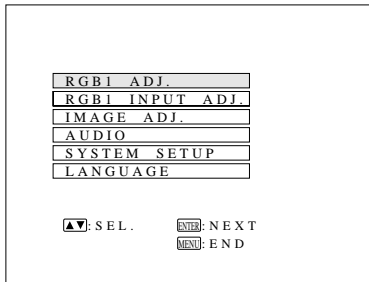 RGB1 ADJ.
RGB1 INPUT ADJ.
IMAGE ADJ.
AUDIO
SYSTEM SETUP
LANGUAGE
▲▼:SEL. ENTER:NEXT
MENU:END